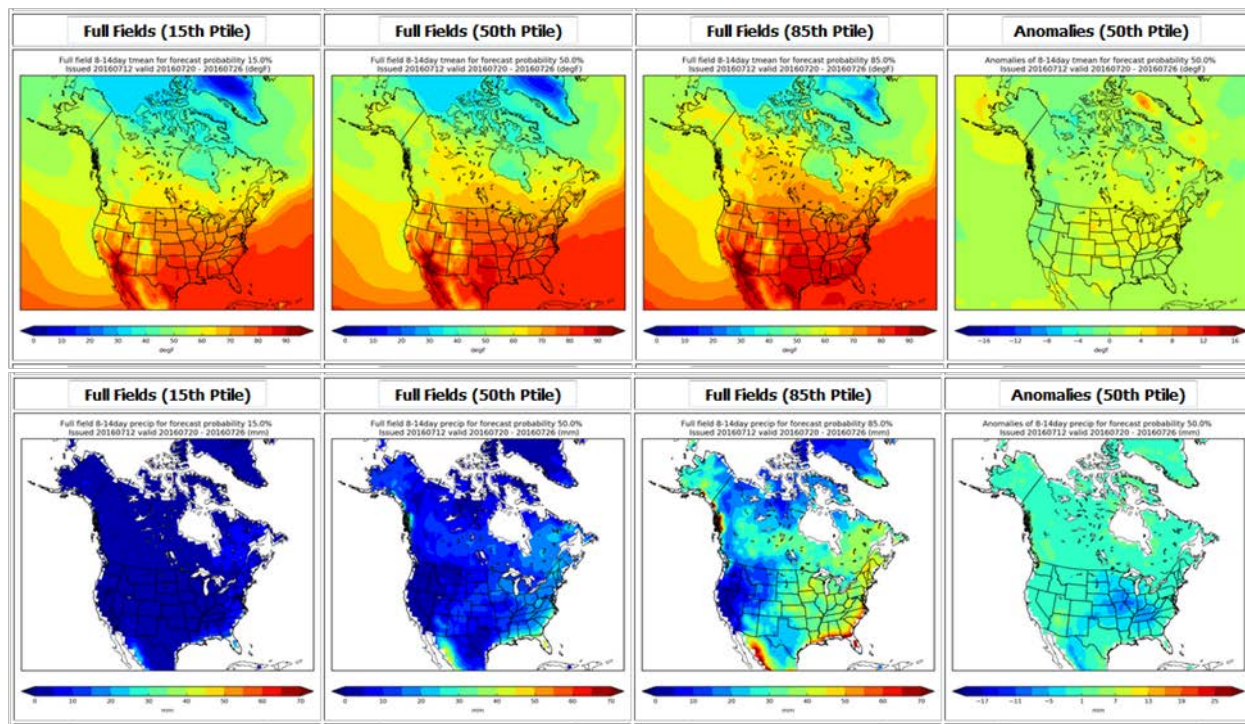 Full Fields (15th Ptile)
Full Fields (50th Ptile)
Full Fields (85th Ptile)
Anomalies (50th Ptile)
Full field 8-14day tmean for forecast probability 15.0%
Issued 20160712 valid 20160720 - 20160726 (degF)
Full field 8-14day tmean for forecast probability 50.0%
Issued 20160712 valid 20160720 - 20160726 (degF)
Full field 8-14day tmean for forecast probability 85.0%
Issued 20160712 valid 20160720 - 20160726 (degF)
Anomalies of 8-14day tmean for forecast probability 50.0%
Issued 20160712 valid 20160720 - 20160726 (degF)
0 10 20 30 40 50 60 70 80 90
degF
0 10 20 30 40 50 60 70 80 90
degF
0 10 20 30 40 50 60 70 80 90
degF
−16 −12 −8 −4 0 4 8 12 16
degF
Full Fields (15th Ptile)
Full Fields (50th Ptile)
Full Fields (85th Ptile)
Anomalies (50th Ptile)
Full field 8-14day precip for forecast probability 15.0%
Issued 20160712 valid 20160720 - 20160726 (mm)
Full field 8-14day precip for forecast probability 50.0%
Issued 20160712 valid 20160720 - 20160726 (mm)
Full field 8-14day precip for forecast probability 85.0%
Issued 20160712 valid 20160720 - 20160726 (mm)
Anomalies of 8-14day precip for forecast probability 50.0%
Issued 20160712 valid 20160720 - 20160726 (mm)
0 10 20 30 40 50 60 70
mm
0 10 20 30 40 50 60 70
mm
0 10 20 30 40 50 60 70
mm
−17 −11 −5 1 7 13 19 25
mm